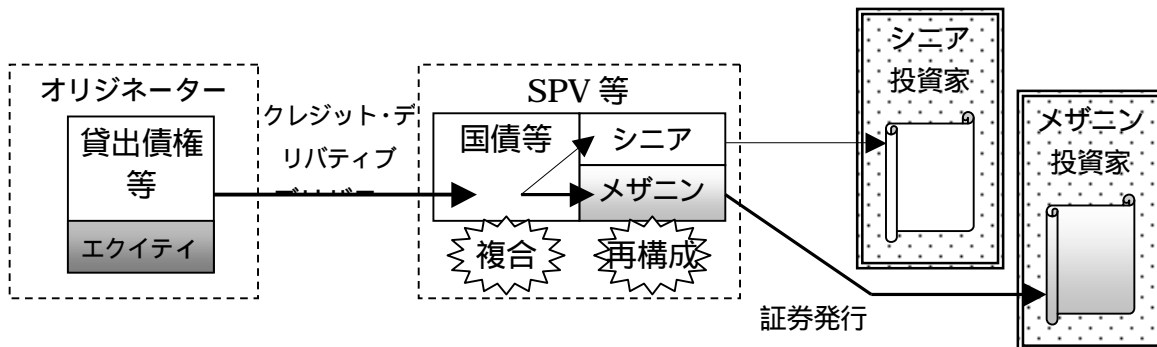 オリジネーター
貸出債権
等
エクイティ
クレジット・デ
リバティブ
SPV 等
国債等
シニア
メザニン
複合
再構成
シニア
投資家
メザニン
投資家
証券発行